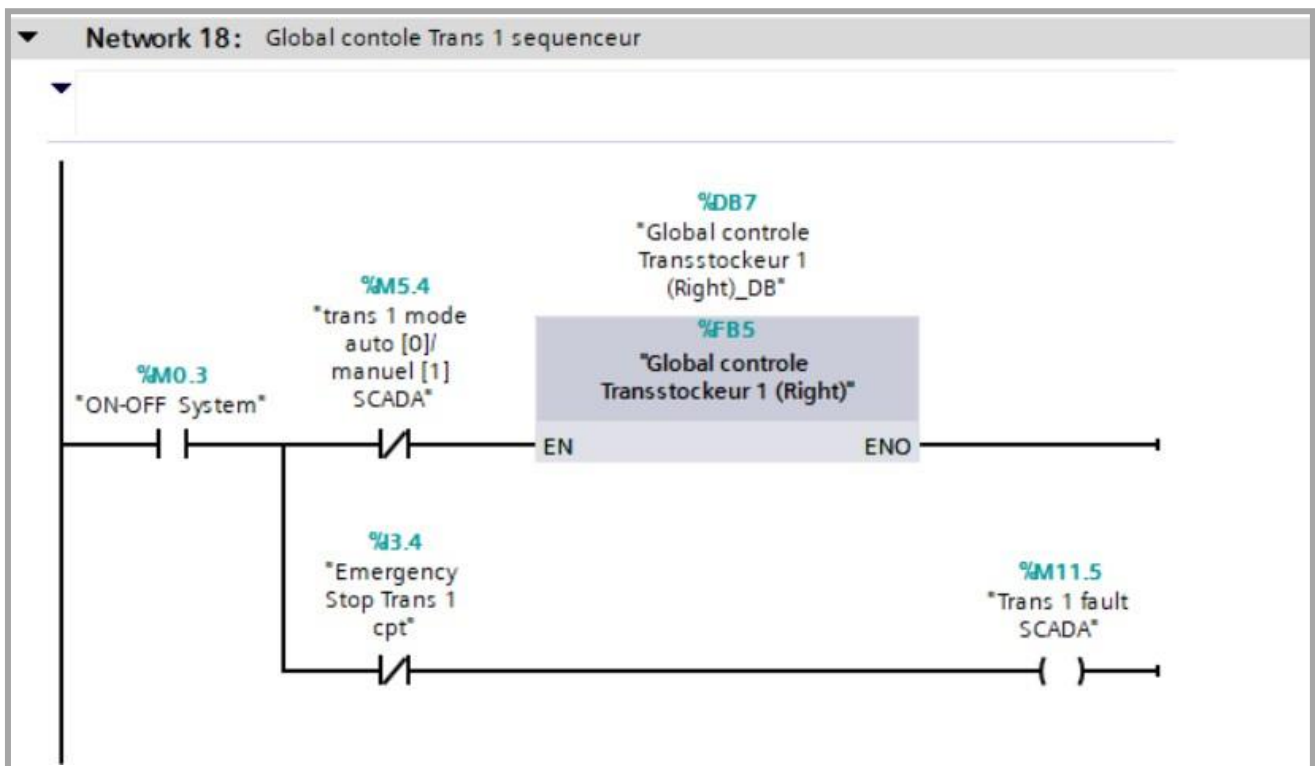 Network 18: Global contole Trans 1 sequenceur
%DB7
"Global controle
Transstockeur 1
(Right)_DB"
%M5.4
"trans 1 mode
auto [0]/
manuel [1]
SCADA"
%FB5
"Global controle
Transstockeur 1 (Right)"
%M0.3
"ON-OFF System"
EN
ENO
%I3.4
"Emergency
Stop Trans 1
cpt"
%M11.5
"Trans 1 fault
SCADA"